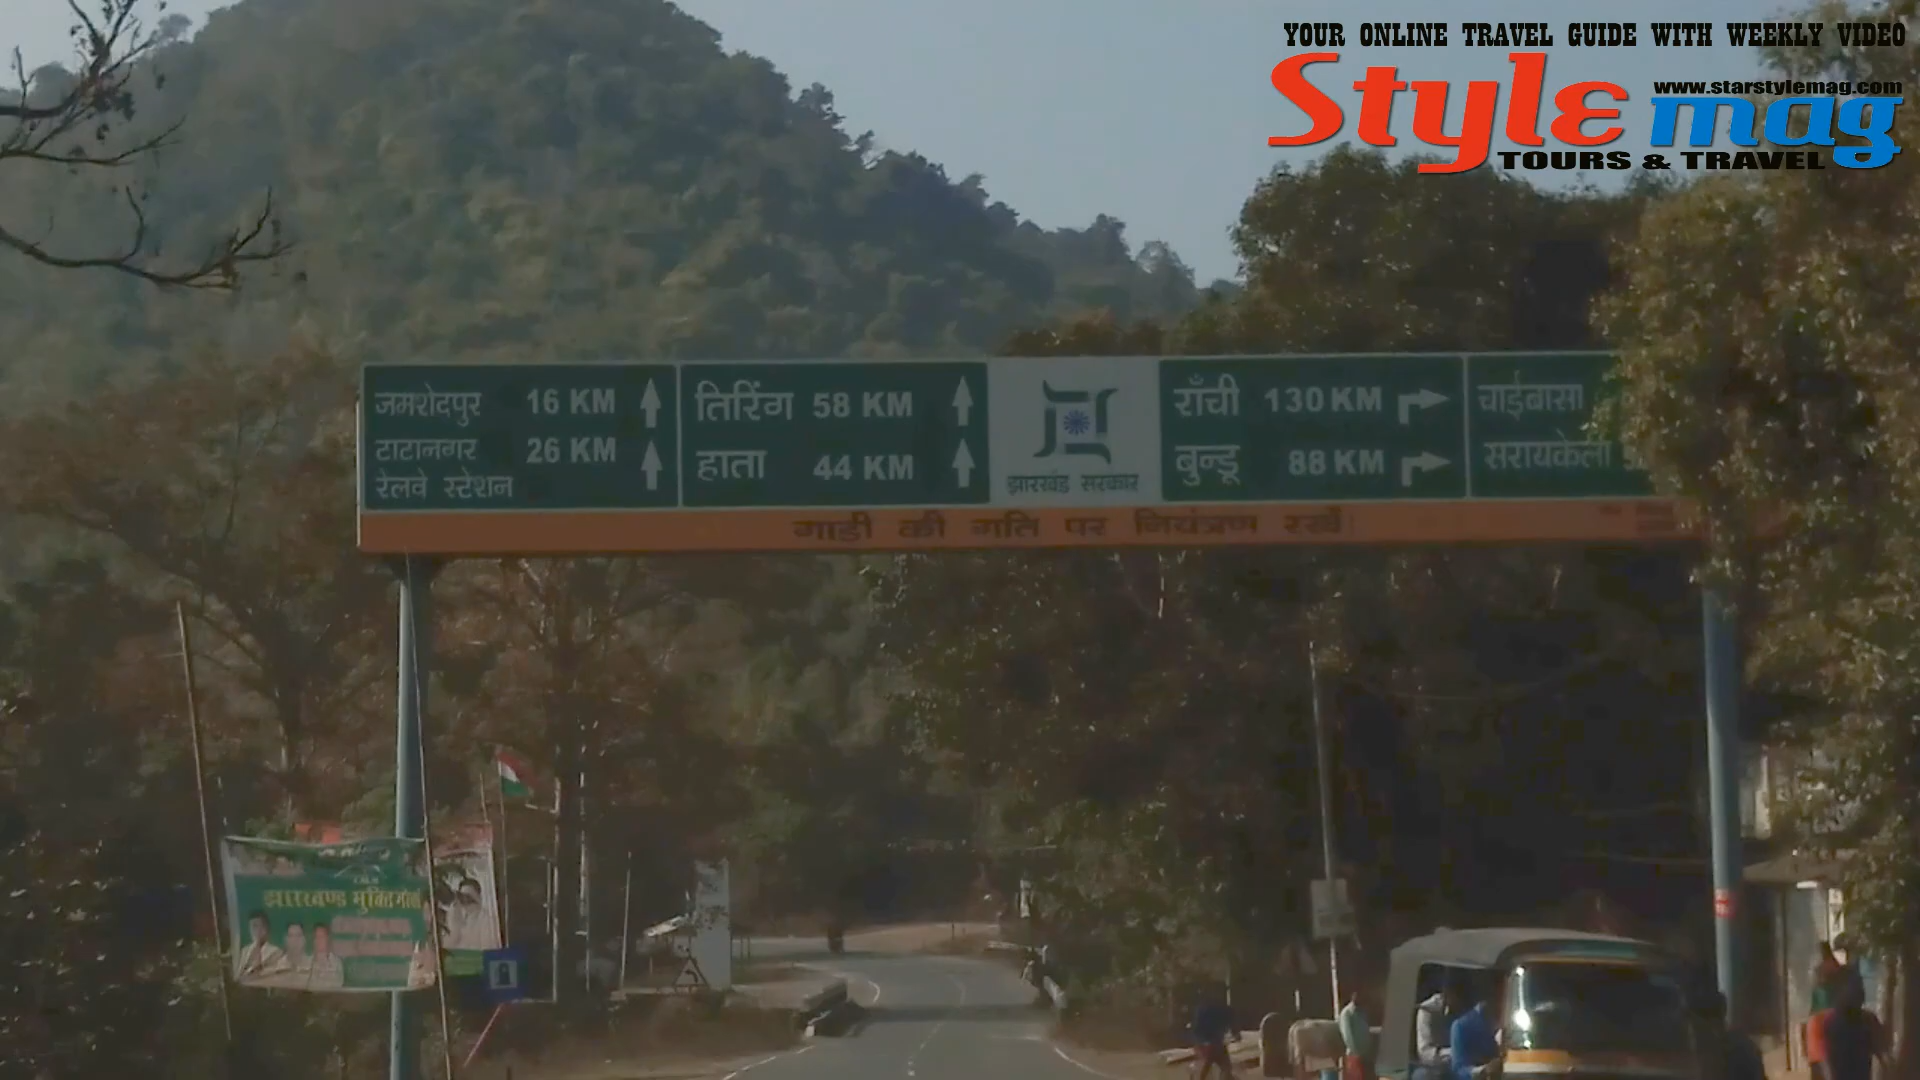 YOUR ONLINE TRAVEL GUIDE WITH WEEKLY VIDEO
Style mag
www.starstylemag.com
TOURS & TRAVEL
जमशेदपुर 16 KM
टाटानगर 26 KM
रेलवे स्टेशन
तिरिंग 58 KM
हाता 44 KM
झारखंड सरकार
राँची 130 KM
बुन्डू 88 KM
चाईबासा
सरायकेला
गाड़ी की गति पर नियंत्रण रखें
झारखण्ड मुक्ति मोर्चा